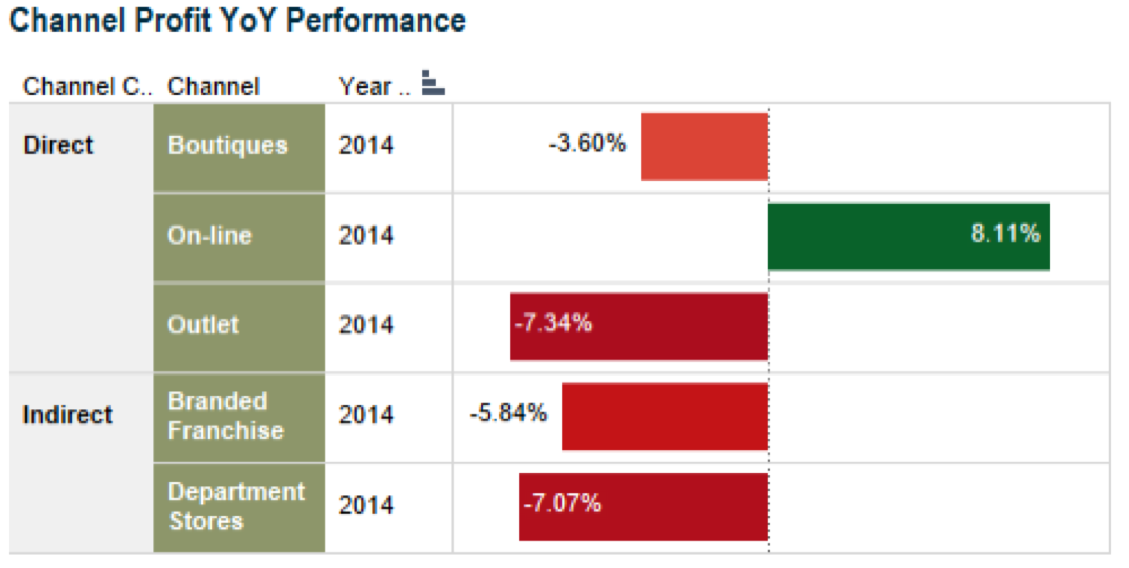 Channel Profit YoY Performance
Channel C.. Channel Year ..
Direct Boutiques 2014 -3.60%
On-line 2014 8.11%
Outlet 2014 -7.34%
Indirect Branded Franchise 2014 -5.84%
Department Stores 2014 -7.07%